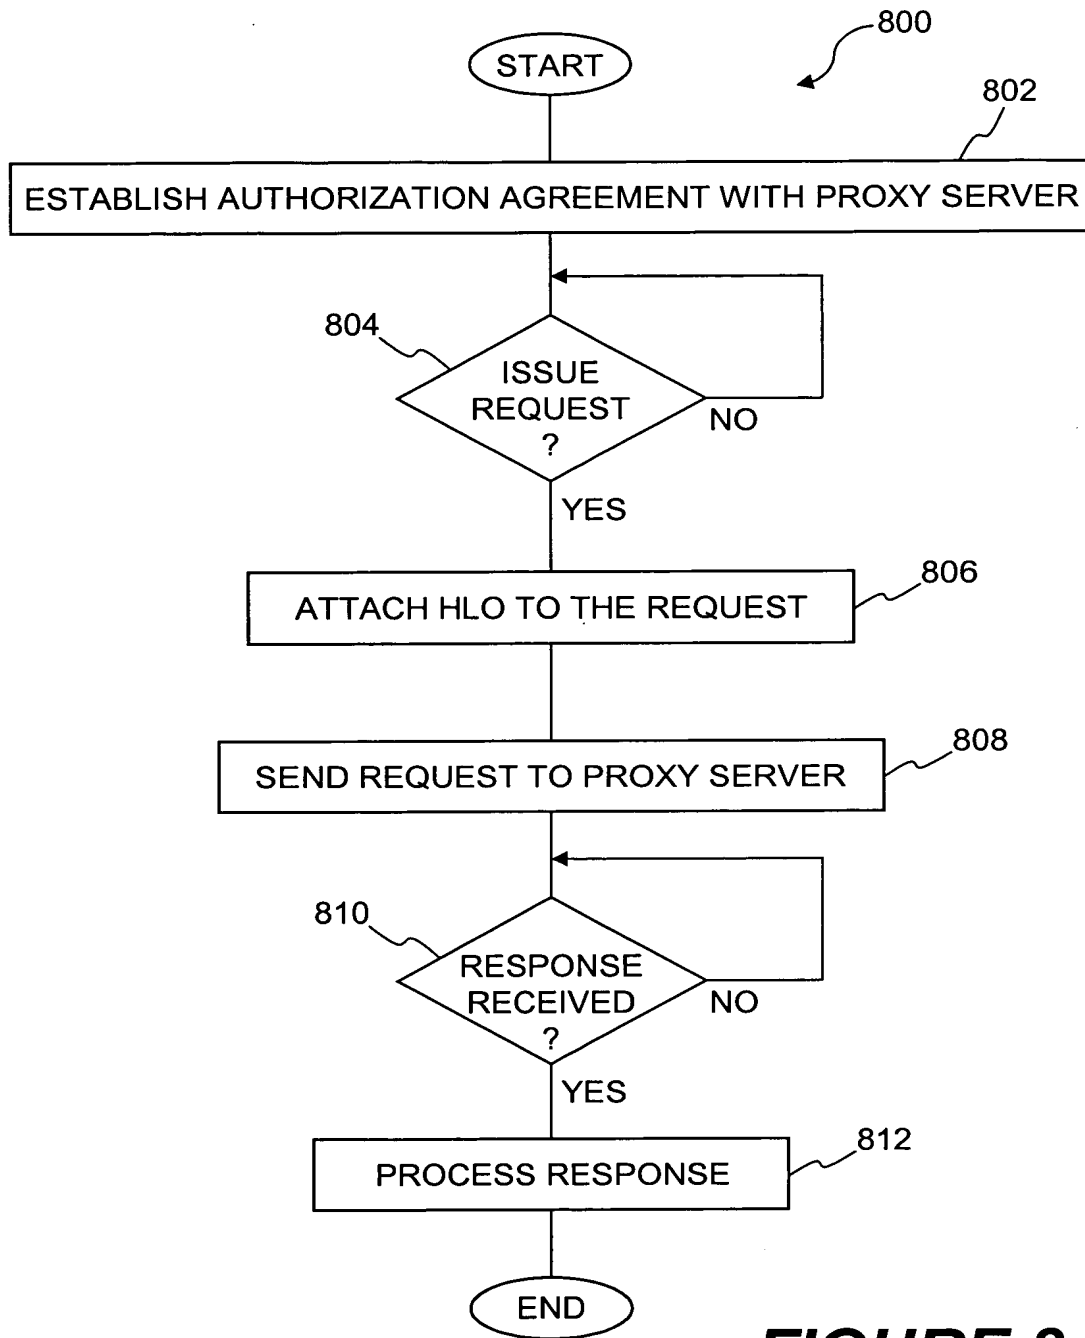 800
START
802
ESTABLISH AUTHORIZATION AGREEMENT WITH PROXY SERVER
804
ISSUE
REQUEST
?
NO
YES
806
ATTACH HLO TO THE REQUEST
808
SEND REQUEST TO PROXY SERVER
810
RESPONSE
RECEIVED
?
NO
YES
812
PROCESS RESPONSE
END